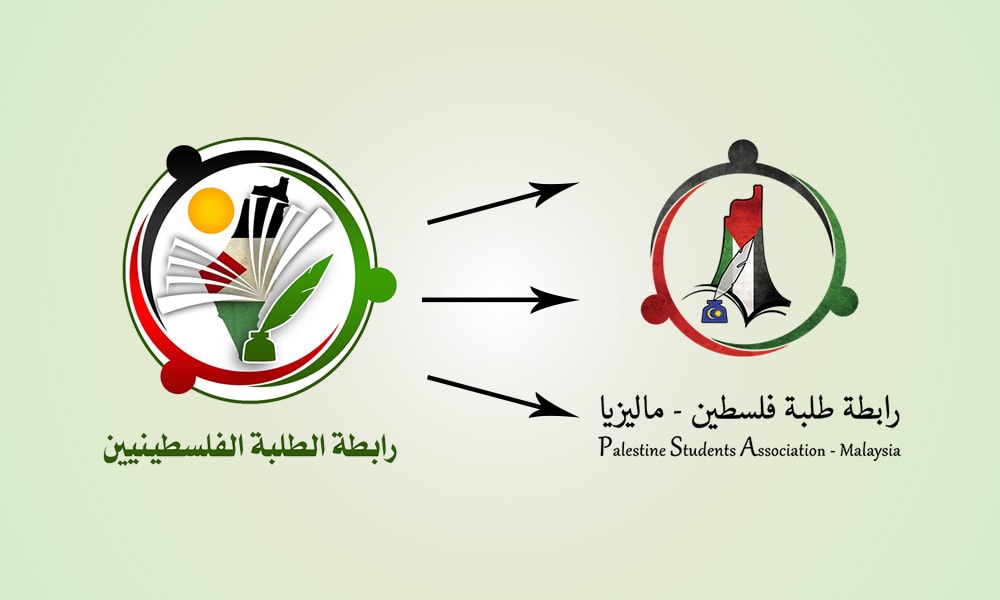 رابطة الطلبة الفلسطينيين
رابطة طلبة فلسطين - ماليزيا
Palestine Students Association - Malaysia